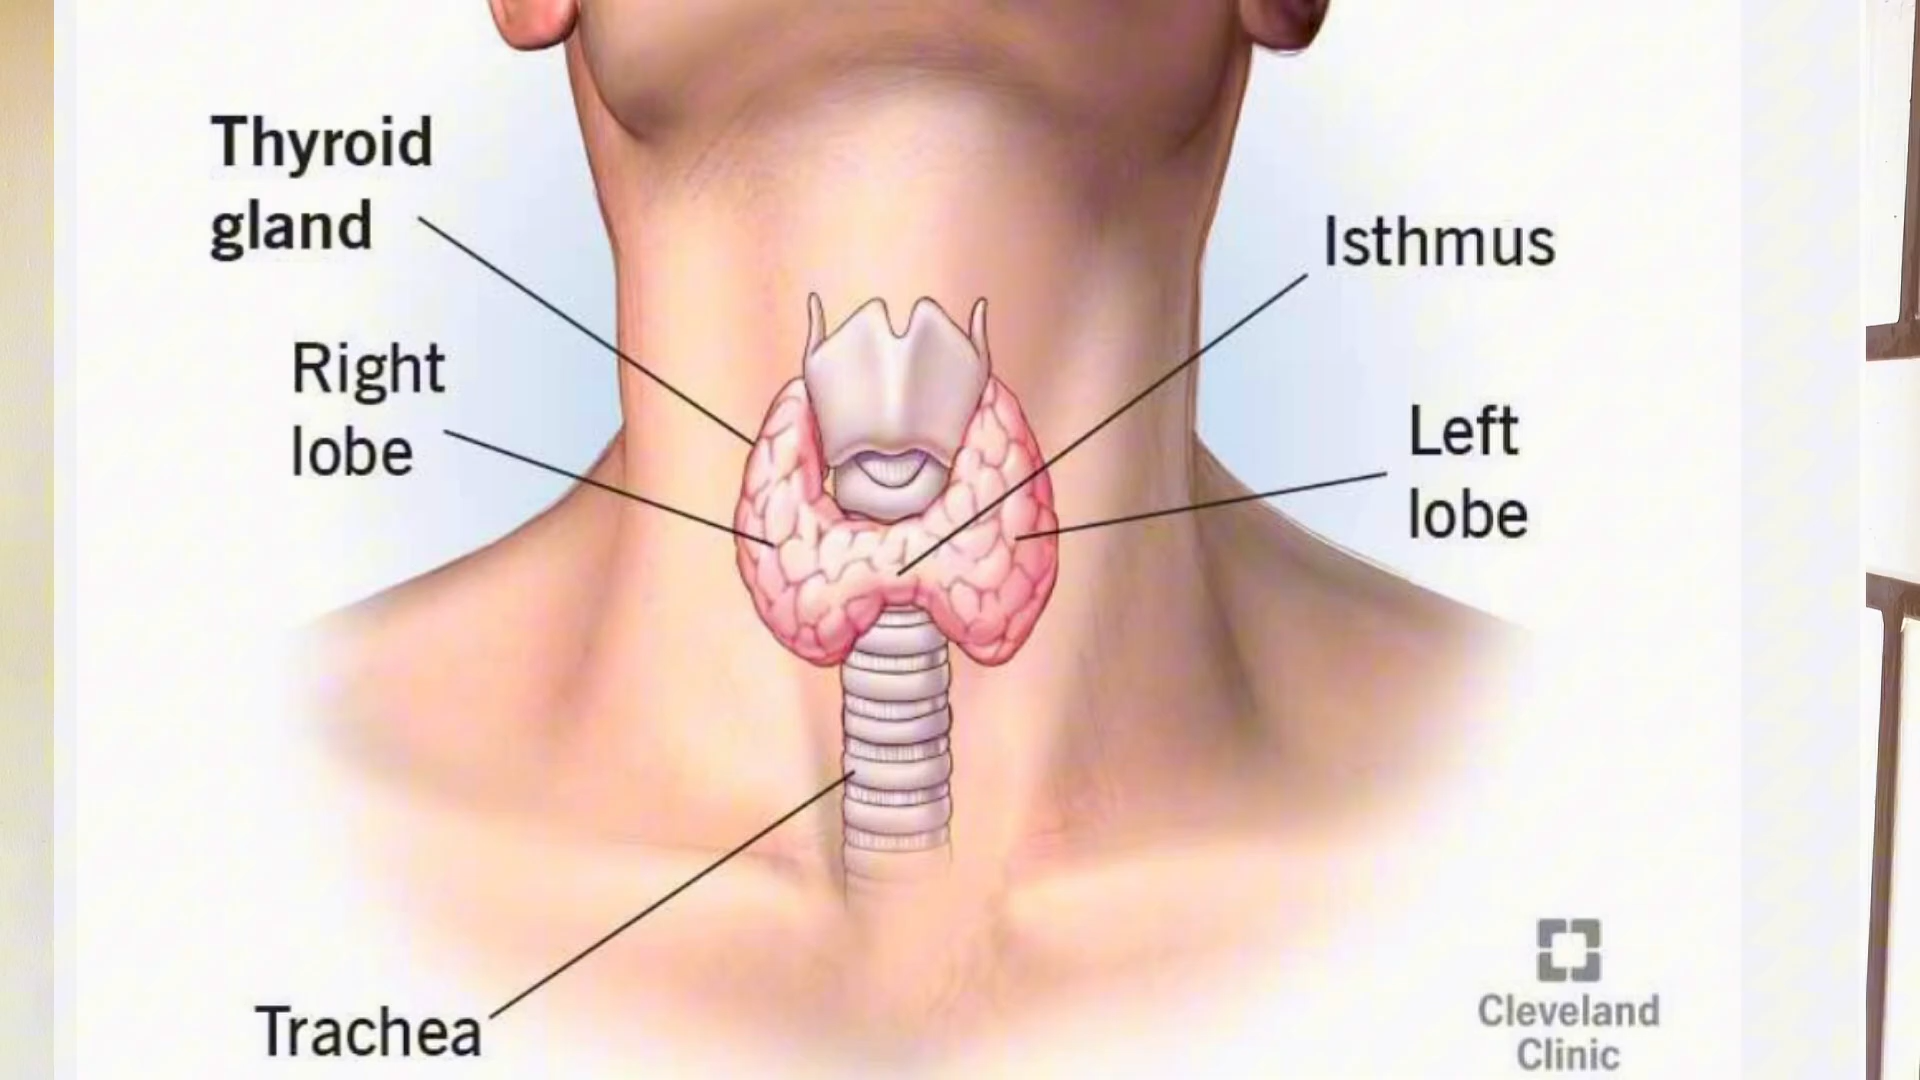 Thyroid
gland
Right
lobe
Isthmus
Left
lobe
Trachea
Cleveland
Clinic